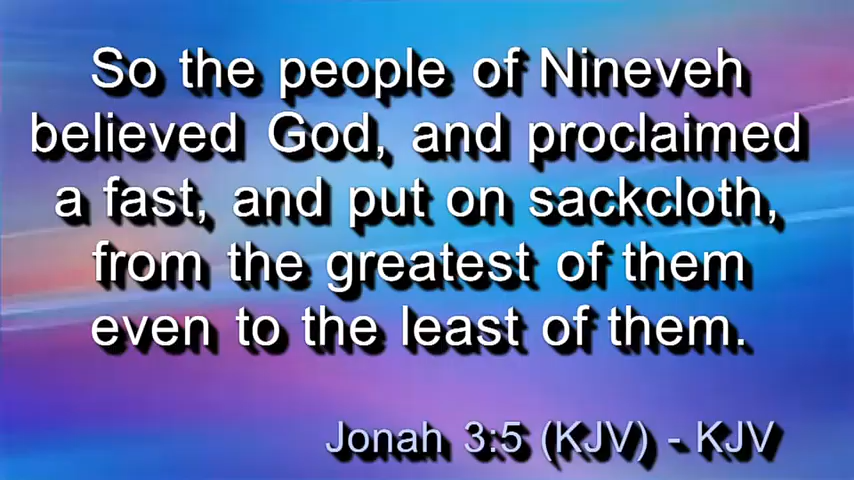 So the people of Nineveh
believed God, and proclaimed
a fast, and put on sackcloth,
from the greatest of them
even to the least of them.
Jonah 3:5 (KJV) - KJV